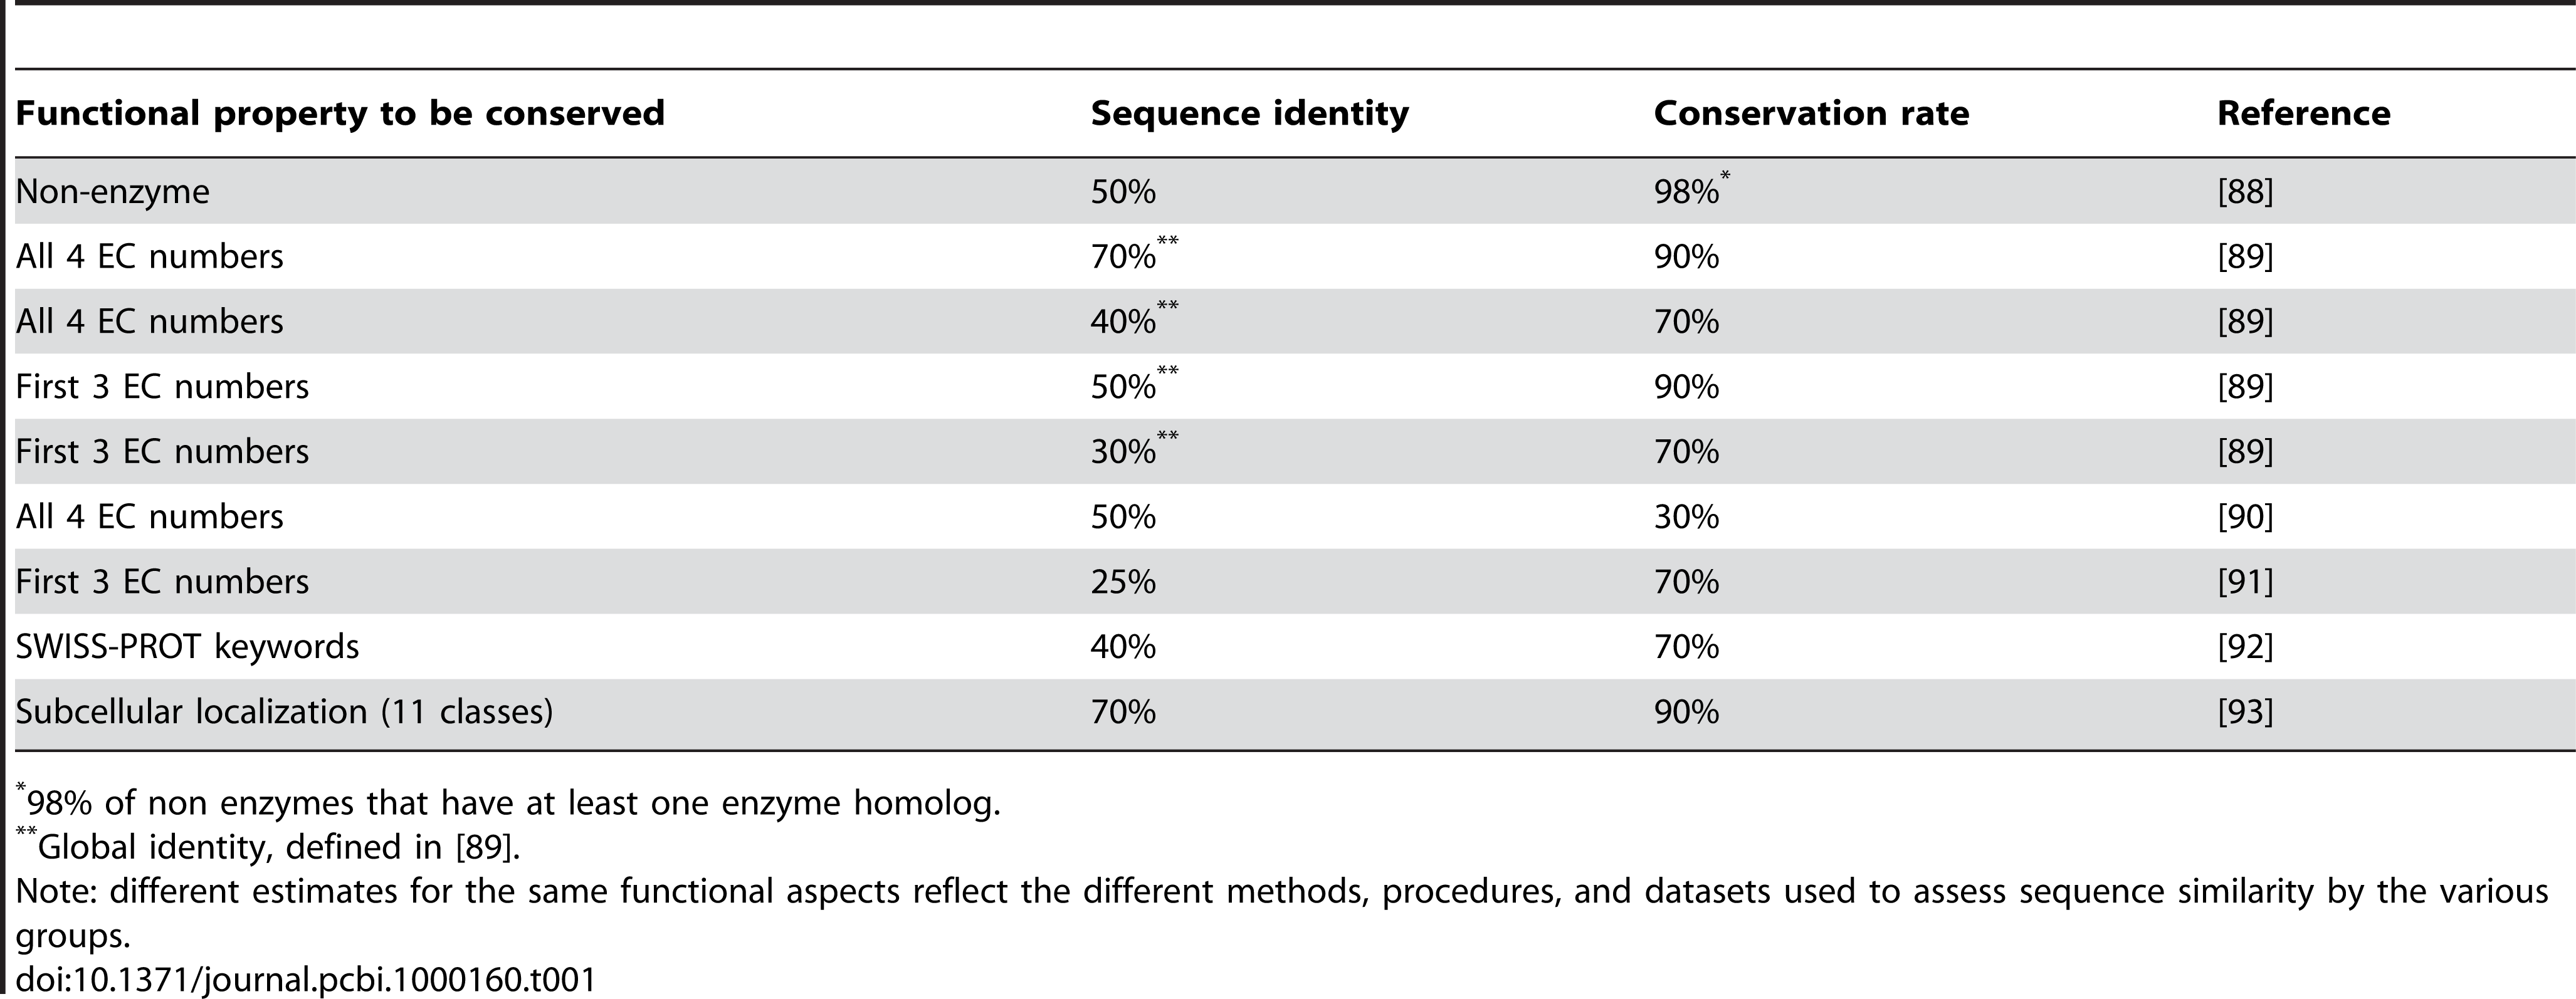 Functional property to be conserved Sequence identity Conservation rate Reference
Non-enzyme 50% 98%* [88]
All 4 EC numbers 70%** 90% [89]
All 4 EC numbers 40%** 70% [89]
First 3 EC numbers 50%** 90% [89]
First 3 EC numbers 30%** 70% [89]
All 4 EC numbers 50% 30% [90]
First 3 EC numbers 25% 70% [91]
SWISS-PROT keywords 40% 70% [92]
Subcellular localization (11 classes) 70% 90% [93]
*98% of non enzymes that have at least one enzyme homolog.
**Global identity, defined in [89].
Note: different estimates for the same functional aspects reflect the different methods, procedures, and datasets used to assess sequence similarity by the various
groups.
doi:10.1371/journal.pcbi.1000160.t001